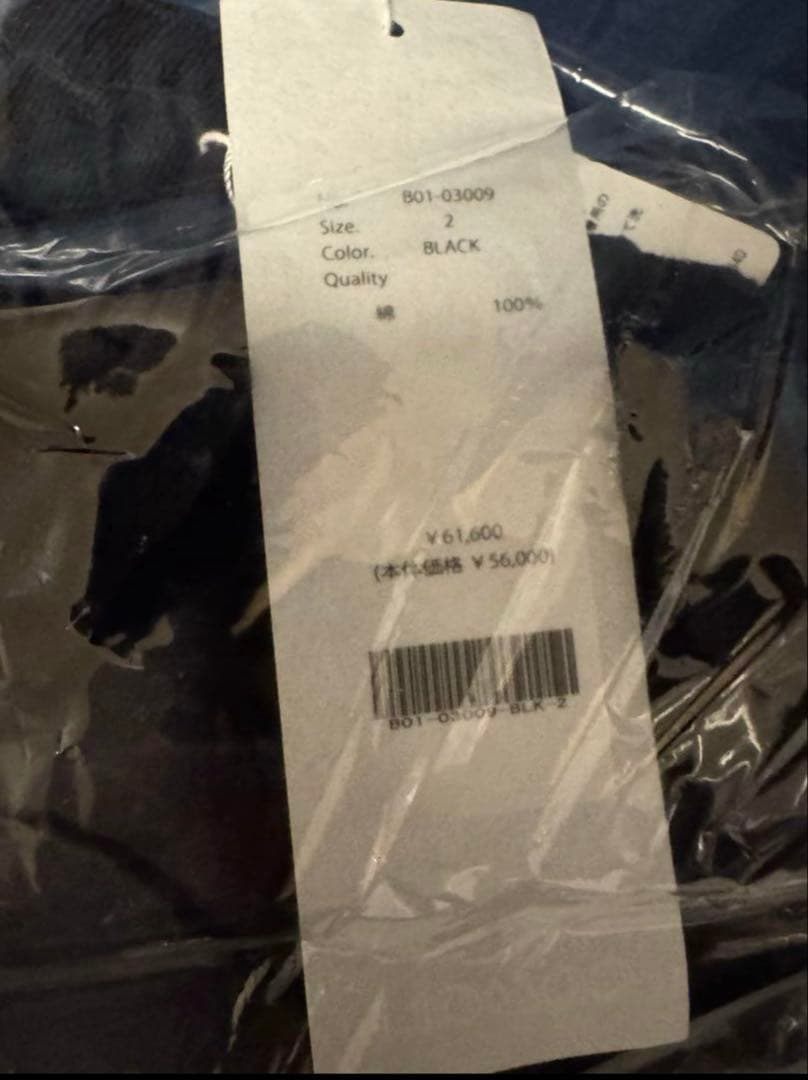 B01-03009
Size. 2
Color. BLACK
Quality
綿 100%
¥61,600
(本体価格 ¥56,000)
B01-03009-BLK-2